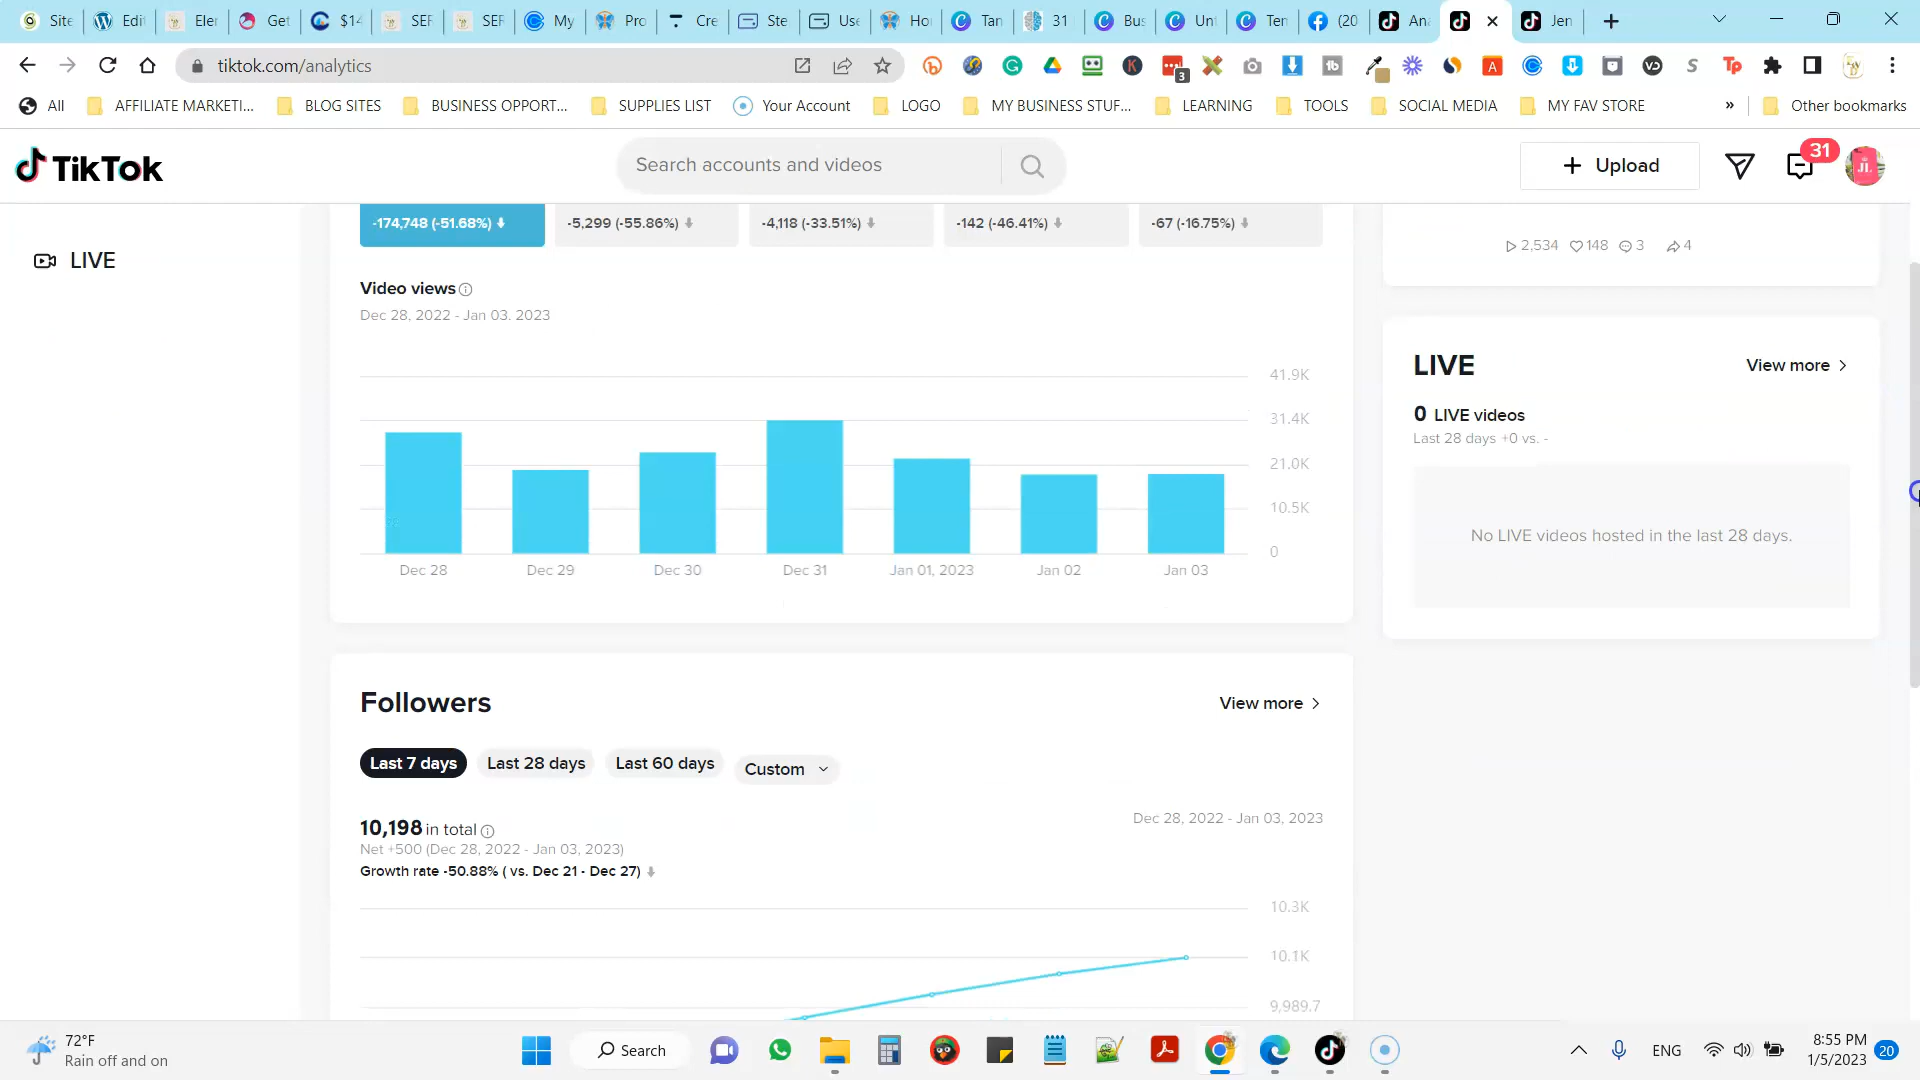 Site
Edit
Eler
Get
$14
SEF
SEF
My
Pro
Cre
Ste
Use
Ho
Tan
31
Bus
Unt
Ten
(20
Ana
Jen
tiktok.com/analytics
3
All
AFFILIATE MARKETI...
BLOG SITES
BUSINESS OPPORT...
SUPPLIES LIST
Your Account
LOGO
MY BUSINESS STUF...
LEARNING
TOOLS
SOCIAL MEDIA
MY FAV STORE
»
Other bookmarks
TikTok
Search accounts and videos
+ Upload
31
JL
LIVE
-174,748 (-51.68%)
-5,299 (-55.86%)
-4,118 (-33.51%)
-142 (-46.41%)
-67 (-16.75%)
Video views
Dec 28, 2022 - Jan 03. 2023
41.9K
31.4K
21.0K
10.5K
0
Dec 28
Dec 29
Dec 30
Dec 31
Jan 01, 2023
Jan 02
Jan 03
2,534 148 3 4
LIVE
View more >
0 LIVE videos
Last 28 days +0 vs. -
No LIVE videos hosted in the last 28 days.
Followers
View more >
Last 7 days
Last 28 days
Last 60 days
Custom
10,198 in total
Net +500 (Dec 28, 2022 - Jan 03, 2023)
Growth rate -50.88% ( vs. Dec 21 - Dec 27)
Dec 28, 2022 - Jan 03, 2023
10.3K
10.1K
9,989.7
72°F
Rain off and on
Search
ENG
8:55 PM
1/5/2023
20